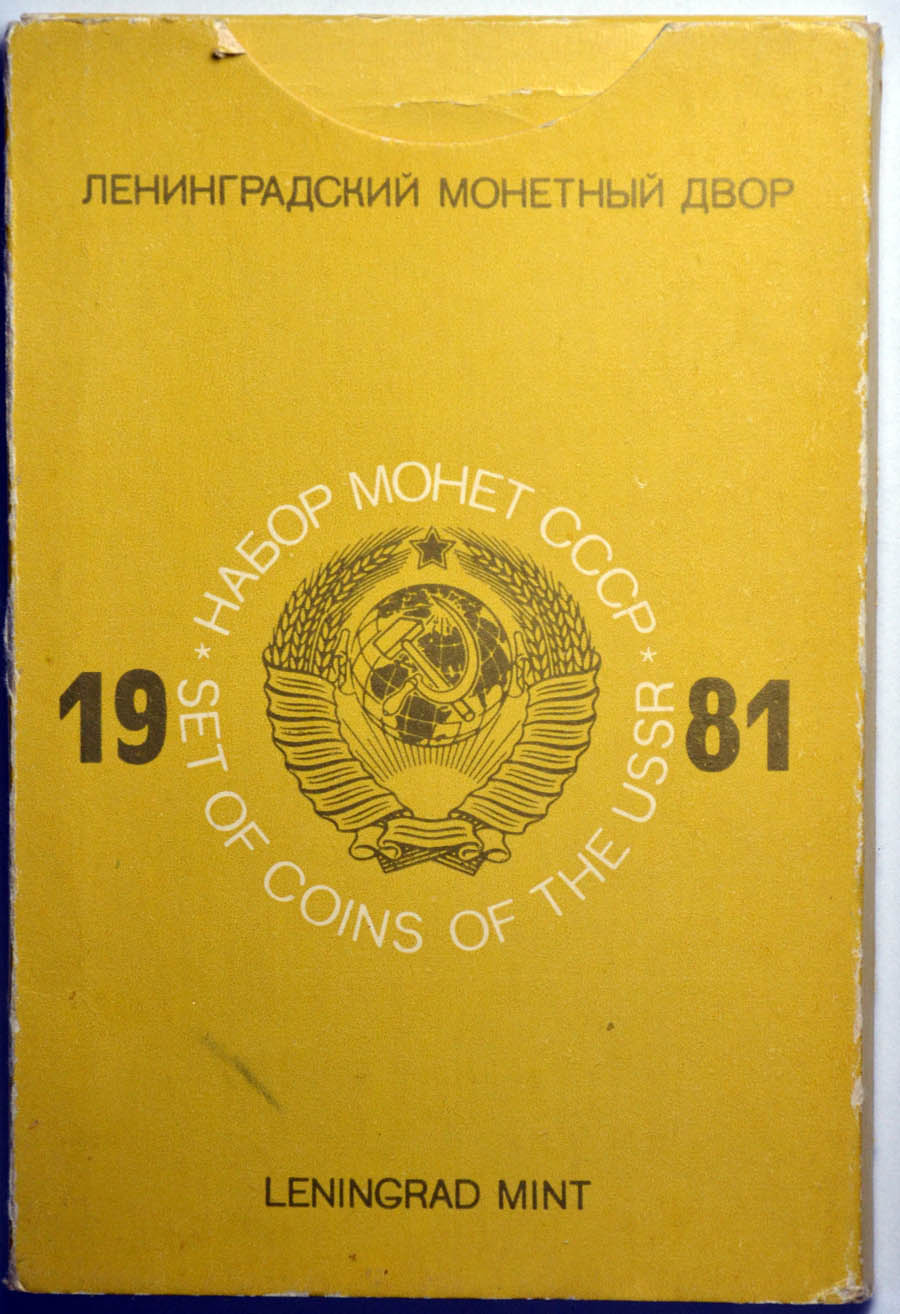 ЛЕНИНГРАДСКИЙ МОНЕТНЫЙ ДВОР
* НАБОР МОНЕТ СССР *
19 81
SET OF COINS OF THE USSR
LENINGRAD MINT